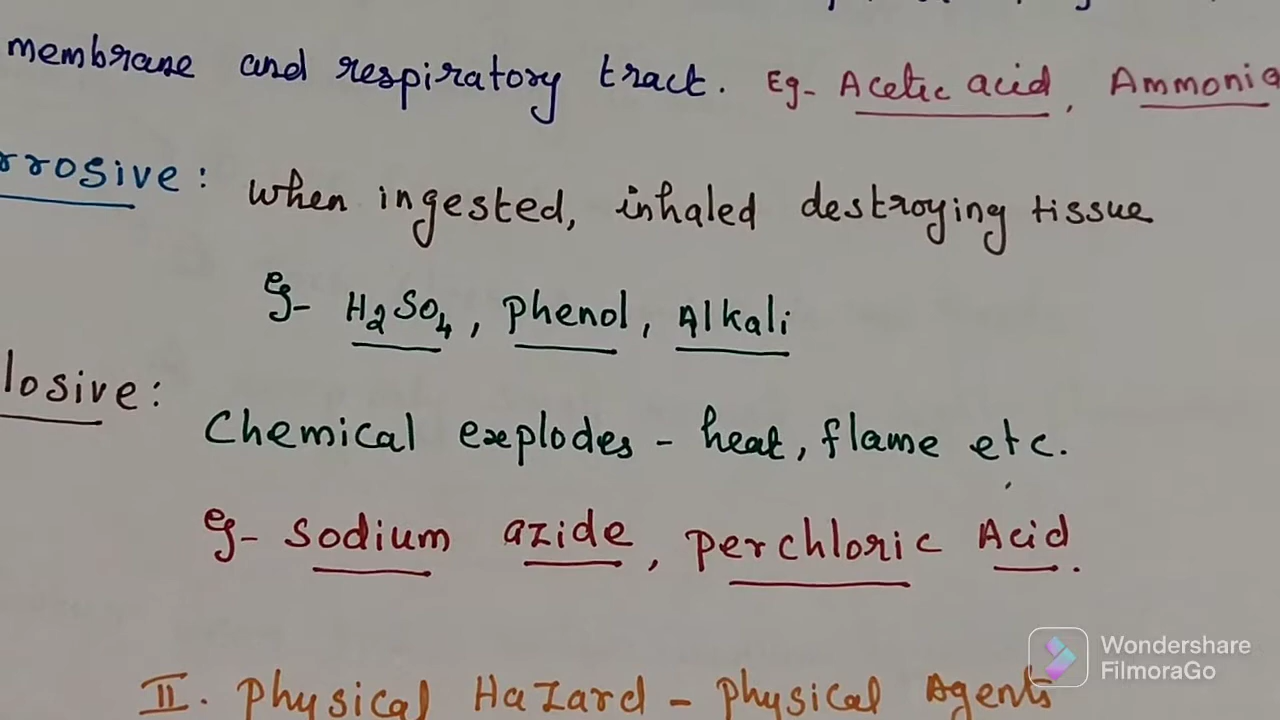 membrane and respiratory tract. Eg- Acetic acid, Ammonia
rrosive: when ingested, inhaled destroying tissue
eg- H₂SO₄, phenol, Alkali
losive: Chemical explodes - heat, flame etc.
eg- sodium azide, perchloric Acid.
II. Physical Hazard - physical Agents
Wondershare
FilmoraGo